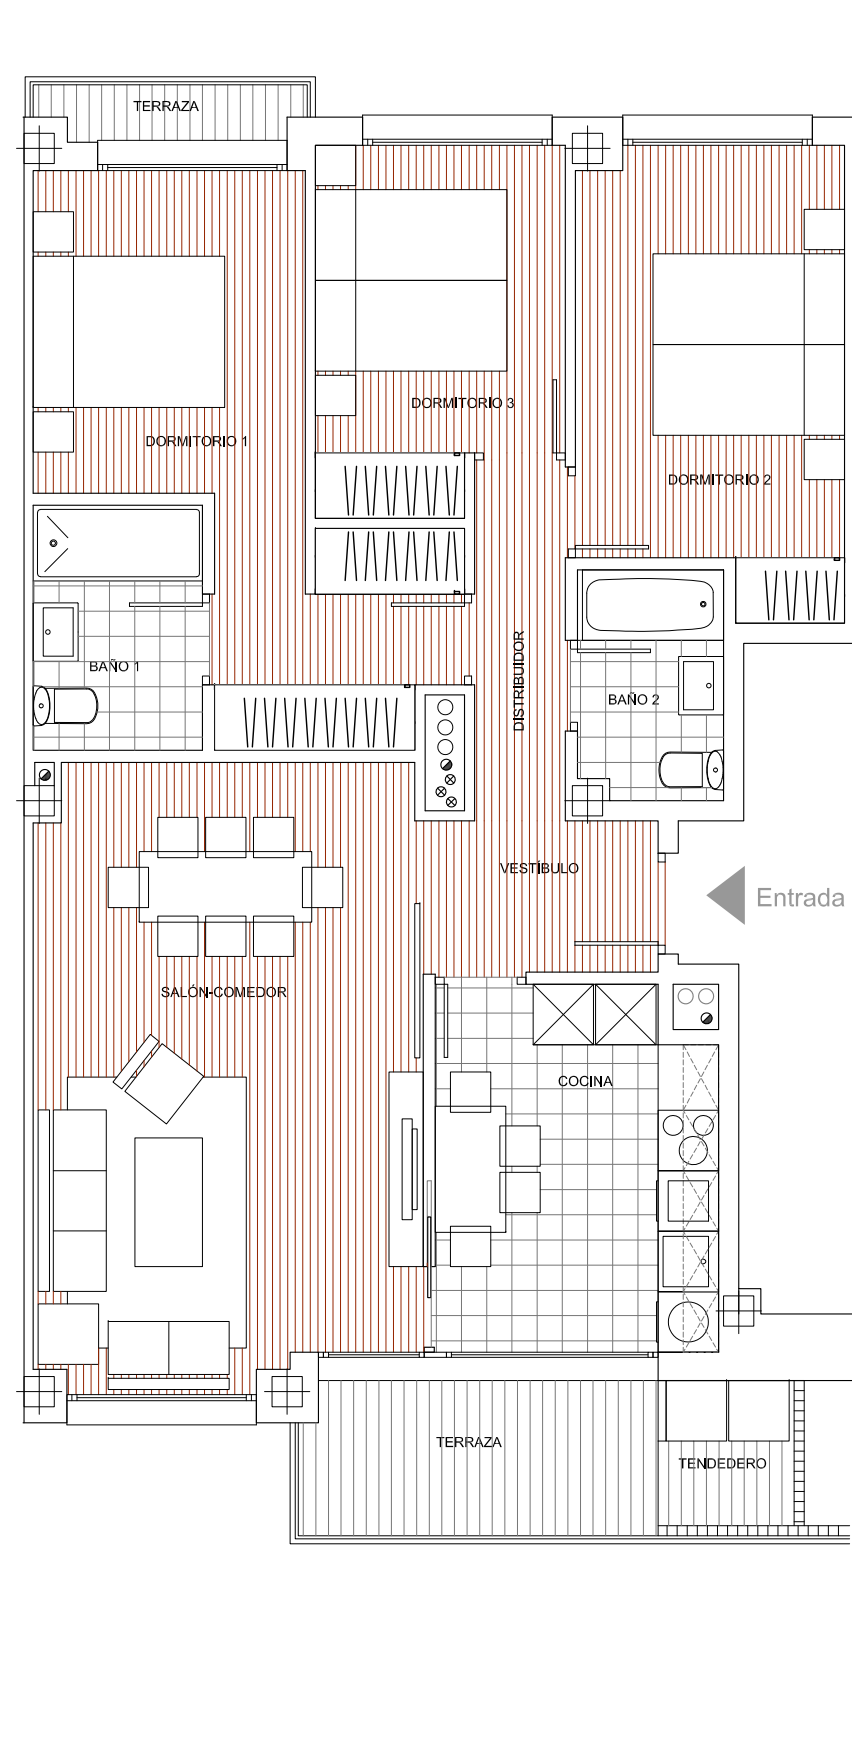 TERRAZA
DORMITORIO 3
DORMITORIO 1
DORMITORIO 2
BAÑO 1
DISTRIBUIDOR
BAÑO 2
VESTÍBULO
Entrada
SALÓN-COMEDOR
COCINA
TERRAZA
TENDEDERO